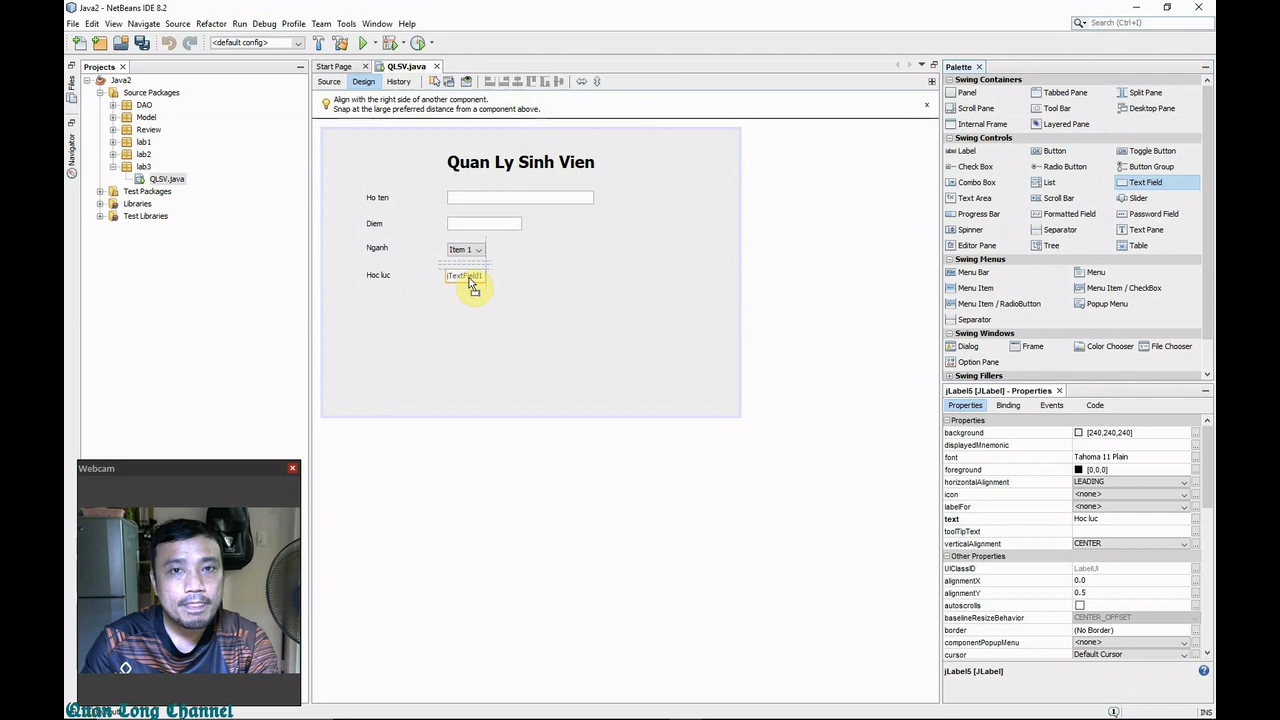 Java2 - NetBeans IDE 8.2
File Edit View Navigate Source Refactor Run Debug Profile Team Tools Window Help
Search (Ctrl+I)
<default config>
Projects
Files
Navigator
Java2
Source Packages
DAO
Model
Review
lab1
lab2
lab3
QLSV.java
Test Packages
Libraries
Test Libraries
Start Page
QLSV.java
Source Design History
Align with the right side of another component.
Snap at the large preferred distance from a component above.
Quan Ly Sinh Vien
Ho ten
Diem
Nganh
Item 1
Hoc luc
jTextField1
Palette
Swing Containers
Panel Tabbed Pane Split Pane
Scroll Pane Tool Bar Desktop Pane
Internal Frame Layered Pane
Swing Controls
Label Button Toggle Button
Check Box Radio Button Button Group
Combo Box List Text Field
Text Area Scroll Bar Slider
Progress Bar Formatted Field Password Field
Spinner Separator Text Pane
Editor Pane Tree Table
Swing Menus
Menu Bar Menu
Menu Item Menu Item / CheckBox
Menu Item / RadioButton Popup Menu
Separator
Swing Windows
Dialog Frame Color Chooser File Chooser
Option Pane
Swing Fillers
jLabel5 [JLabel] - Properties
Properties Binding Events Code
Properties
background [240,240,240]
displayedMnemonic
font Tahoma 11 Plain
foreground [0,0,0]
horizontalAlignment LEADING
icon <none>
labelFor <none>
text Hoc luc
toolTipText
verticalAlignment CENTER
Other Properties
UIClassID LabelUI
alignmentX 0.0
alignmentY 0.5
autoscrolls
baselineResizeBehavior CENTER_OFFSET
border (No Border)
componentPopupMenu <none>
cursor Default Cursor
jLabel5 [JLabel]
Webcam
Quan Tong Channel
1
INS